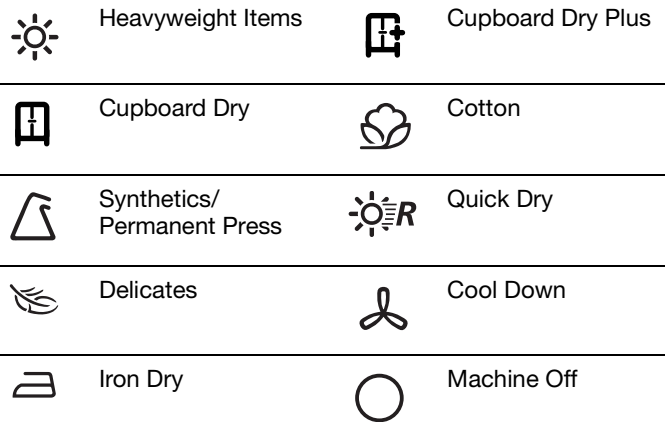 Heavyweight Items
Cupboard Dry Plus
Cupboard Dry
Cotton
Synthetics/
Permanent Press
R
Quick Dry
Delicates
Cool Down
Iron Dry
Machine Off